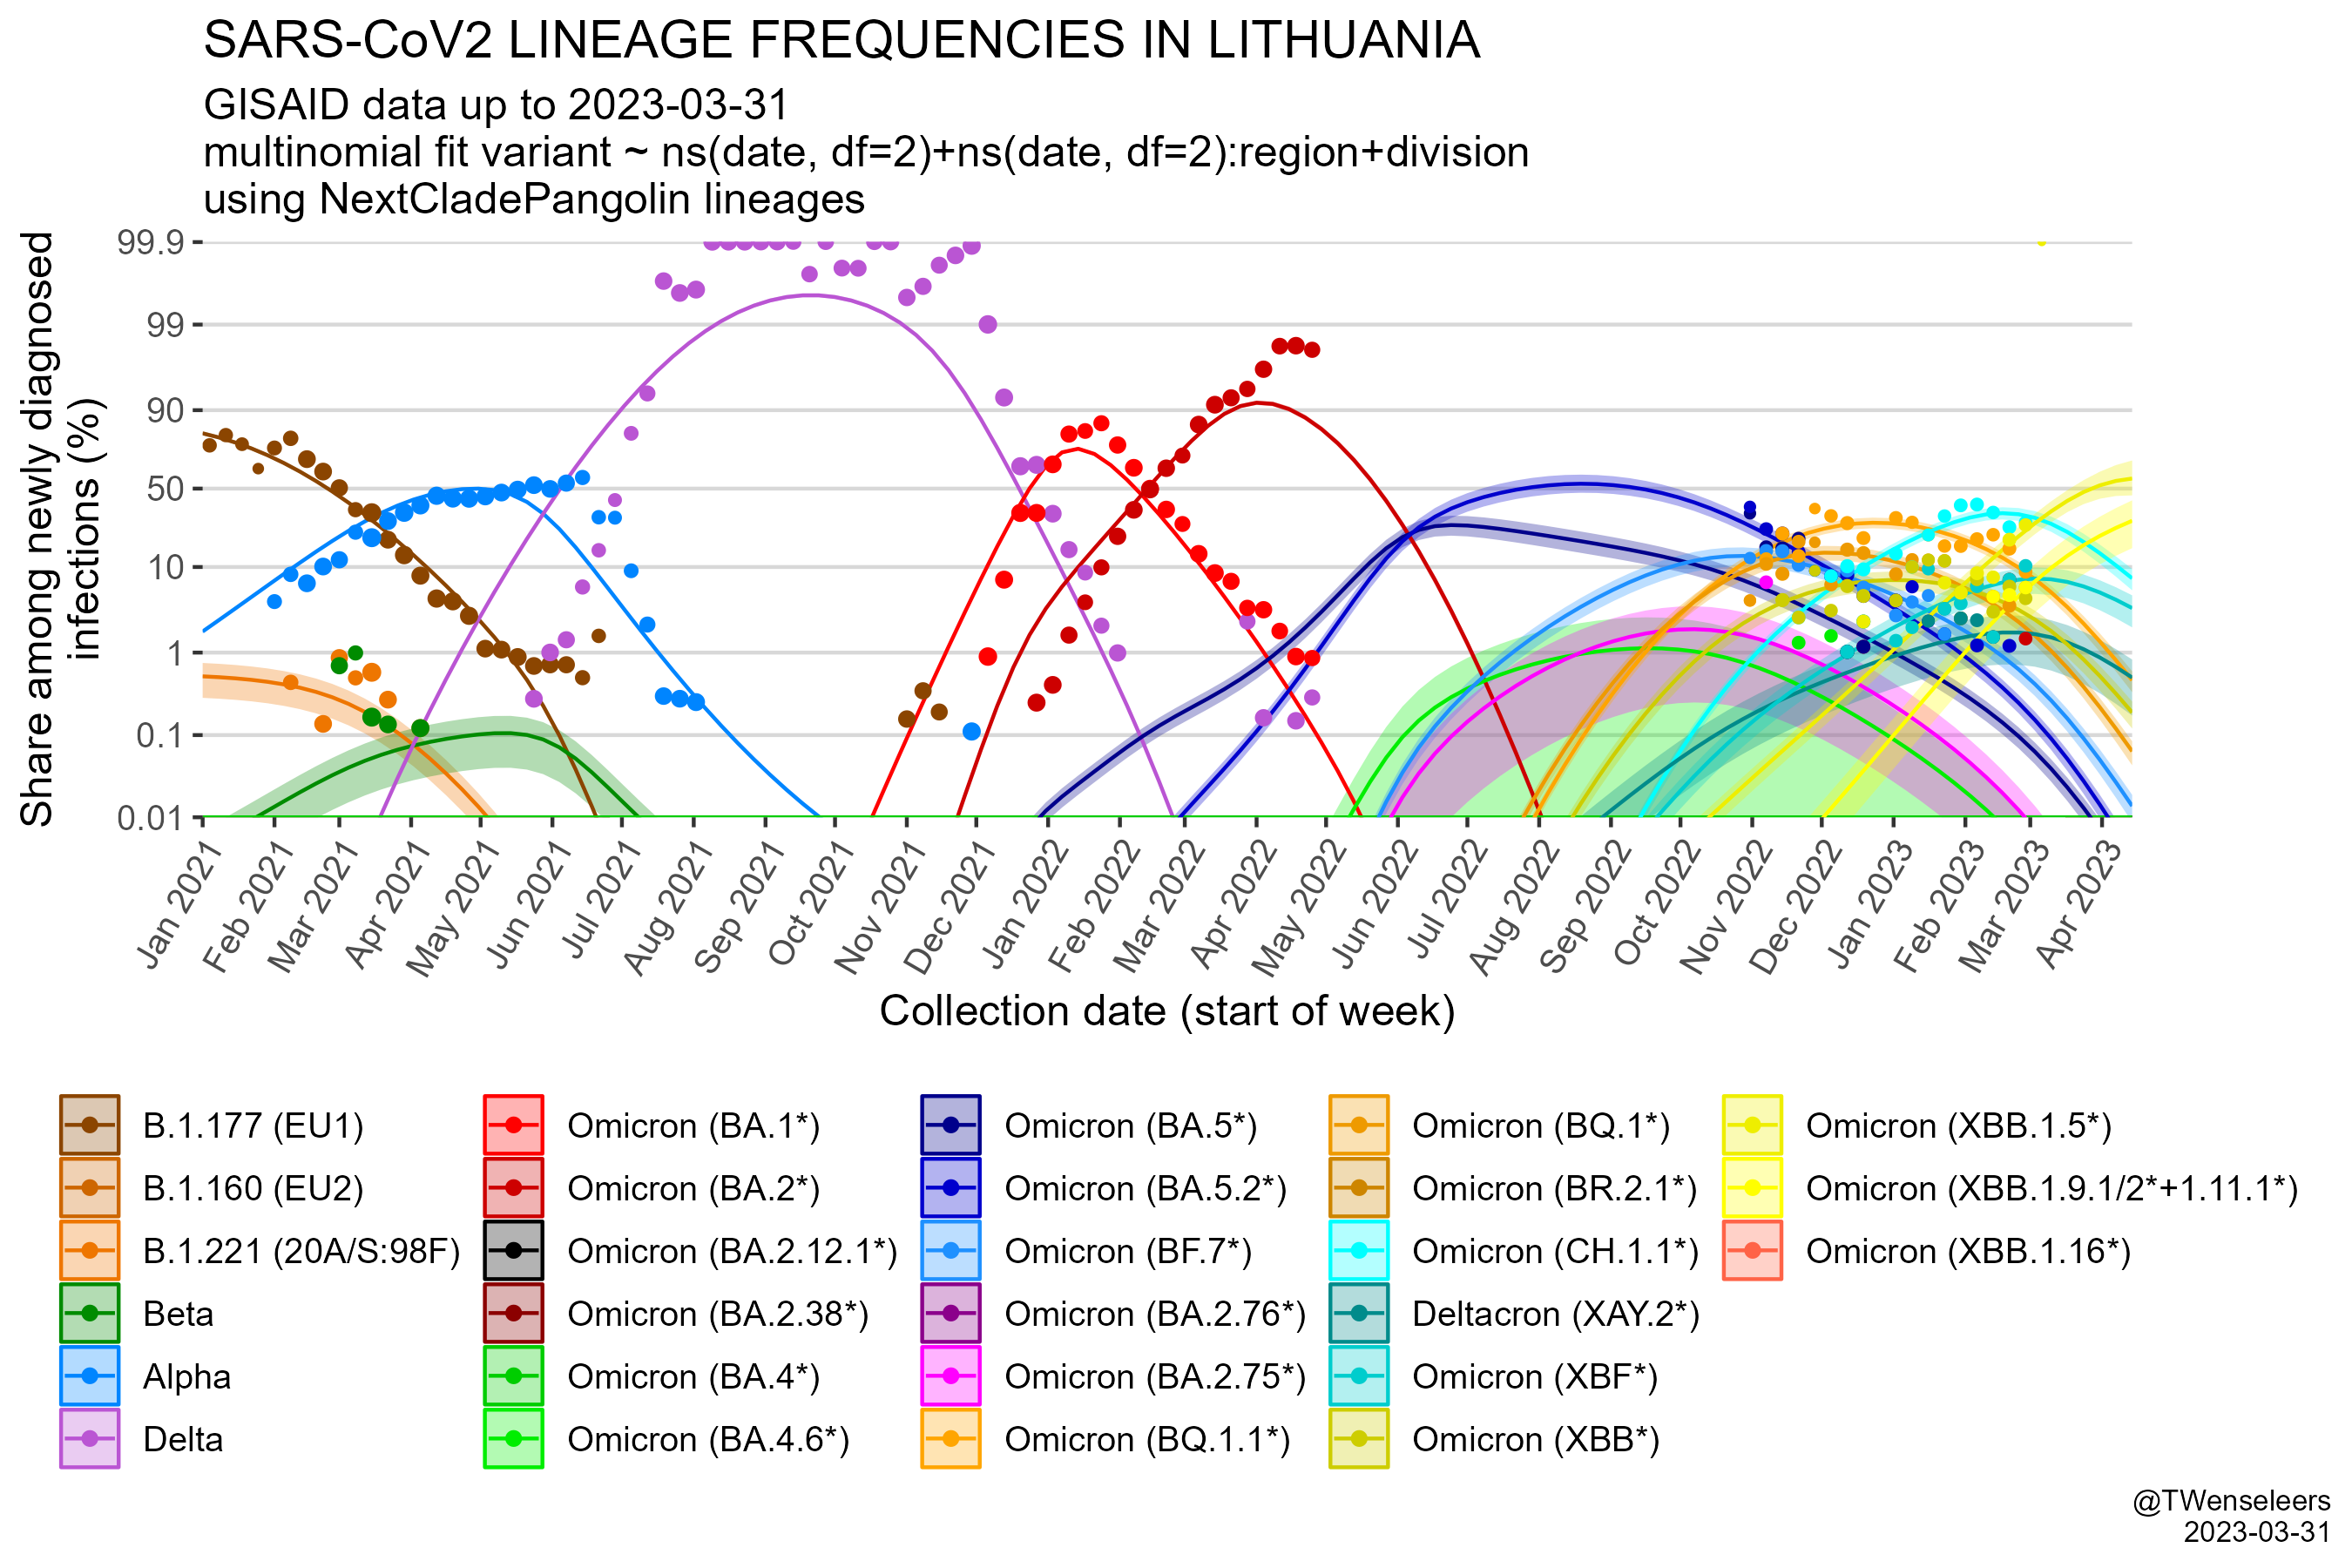 SARS-CoV2 LINEAGE FREQUENCIES IN LITHUANIA
GISAID data up to 2023-03-31
multinomial fit variant ~ ns(date, df=2)+ns(date, df=2):region+division
using NextCladePangolin lineages
Share among newly diagnosed
infections (%)
99.9
99
90
50
10
1
0.1
0.01
Jan 2021
Feb 2021
Mar 2021
Apr 2021
May 2021
Jun 2021
Jul 2021
Aug 2021
Sep 2021
Oct 2021
Nov 2021
Dec 2021
Jan 2022
Feb 2022
Mar 2022
Apr 2022
May 2022
Jun 2022
Jul 2022
Aug 2022
Sep 2022
Oct 2022
Nov 2022
Dec 2022
Jan 2023
Feb 2023
Mar 2023
Apr 2023
Collection date (start of week)
B.1.177 (EU1)
B.1.160 (EU2)
B.1.221 (20A/S:98F)
Beta
Alpha
Delta
Omicron (BA.1*)
Omicron (BA.2*)
Omicron (BA.2.12.1*)
Omicron (BA.2.38*)
Omicron (BA.4*)
Omicron (BA.4.6*)
Omicron (BA.5*)
Omicron (BA.5.2*)
Omicron (BF.7*)
Omicron (BA.2.76*)
Omicron (BA.2.75*)
Omicron (BQ.1.1*)
Omicron (BQ.1*)
Omicron (BR.2.1*)
Omicron (CH.1.1*)
Deltacron (XAY.2*)
Omicron (XBF*)
Omicron (XBB*)
Omicron (XBB.1.5*)
Omicron (XBB.1.9.1/2*+1.11.1*)
Omicron (XBB.1.16*)
@TWenseleers
2023-03-31